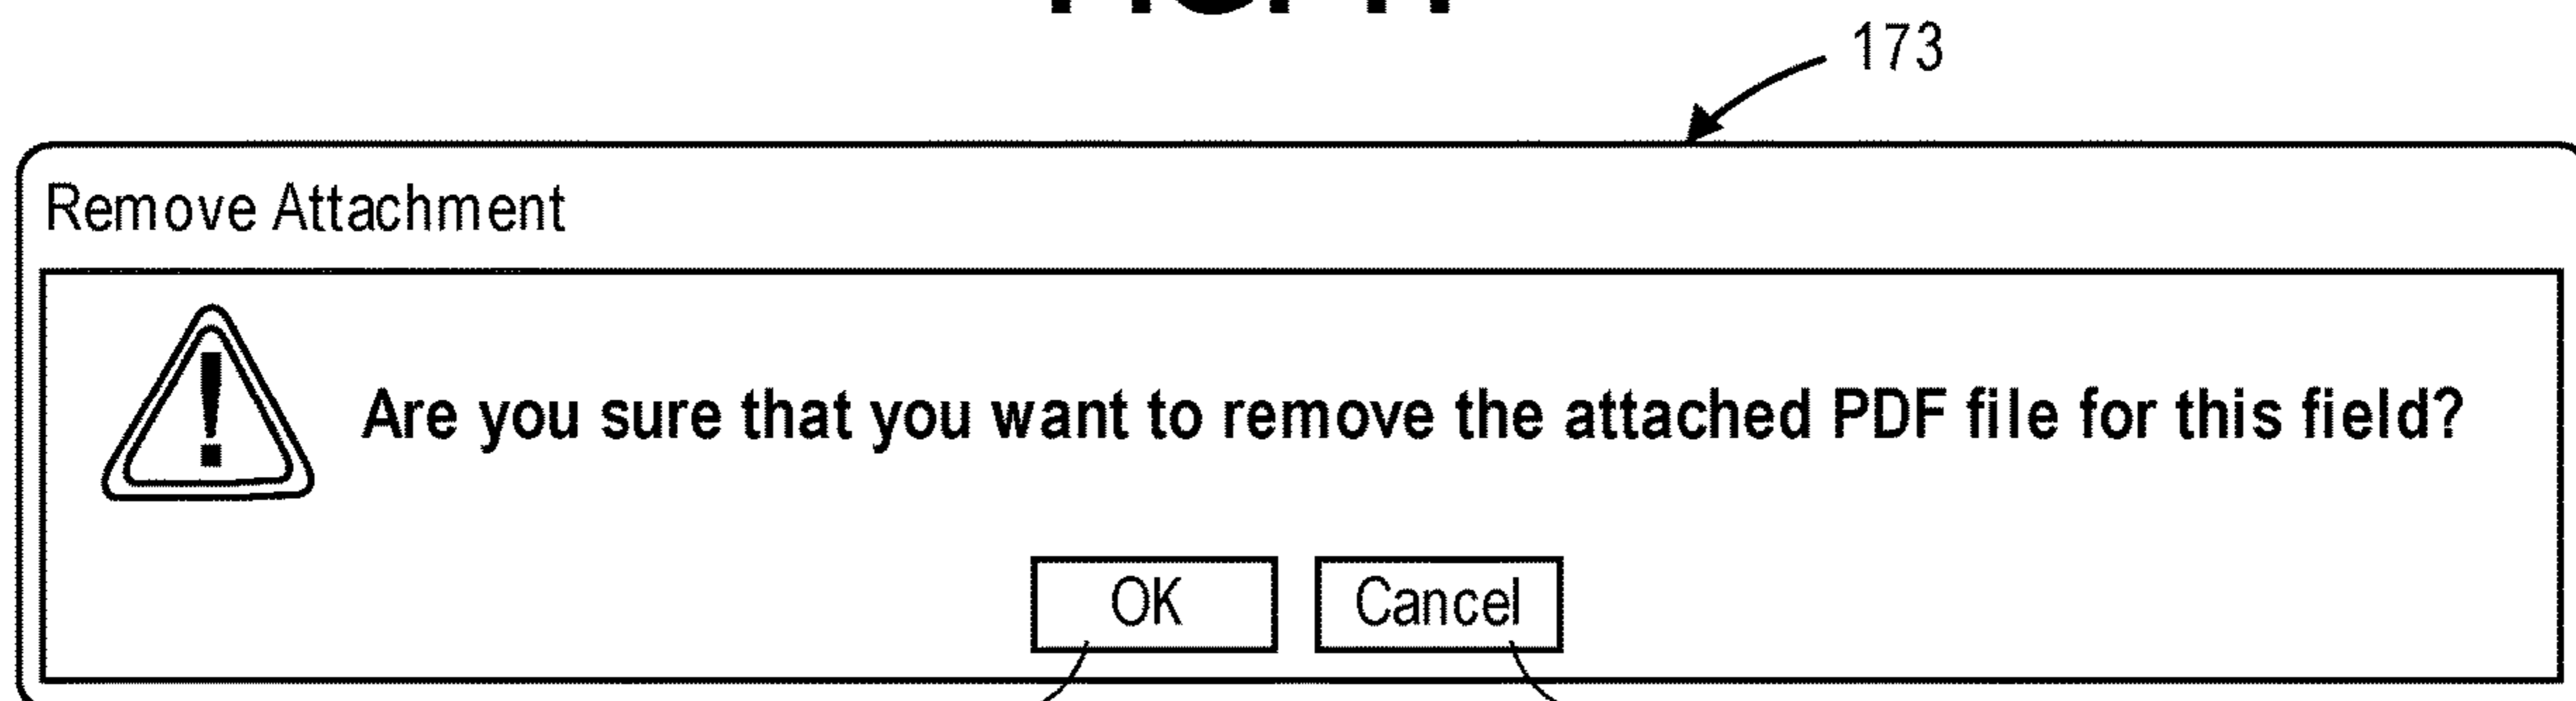 173
Remove Attachment
Are you sure that you want to remove the attached PDF file for this field?
OK Cancel